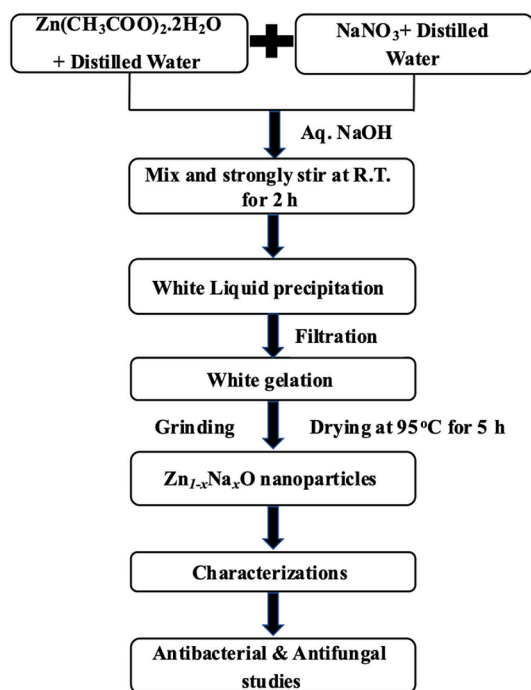 Zn(CH₃COO)₂.2H₂O
+ Distilled Water
NaNO₃+ Distilled
Water
Aq. NaOH
Mix and strongly stir at R.T.
for 2 h
White Liquid precipitation
Filtration
White gelation
Grinding
Drying at 95°C for 5 h
Zn₁₋ₓNaₓO nanoparticles
Characterizations
Antibacterial & Antifungal
studies